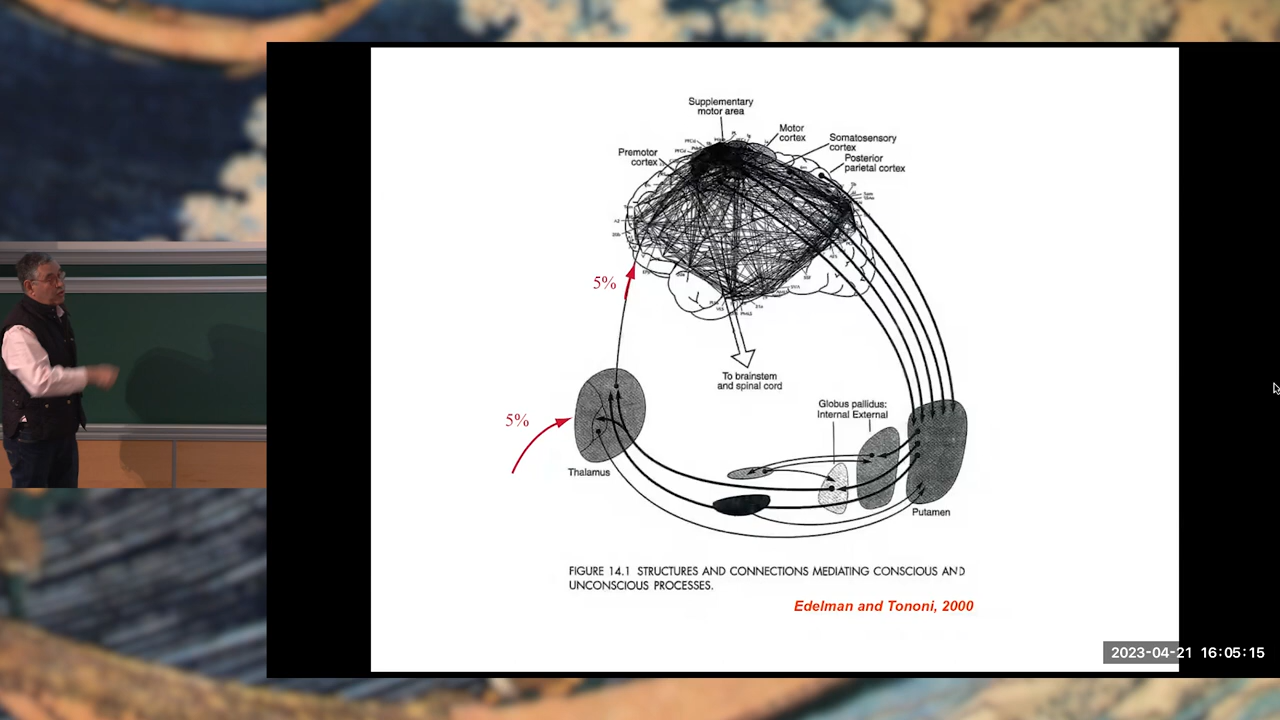 Supplementary
motor area
Motor
cortex
Somatosensory
cortex
Premotor
cortex
Posterior
parietal cortex
5%
To brainstem
and spinal cord
Globus pallidus:
Internal External
5%
Thalamus
Putamen
FIGURE 14.1 STRUCTURES AND CONNECTIONS MEDIATING CONSCIOUS AND
UNCONSCIOUS PROCESSES.
Edelman and Tononi, 2000
2023-04-21 16:05:15